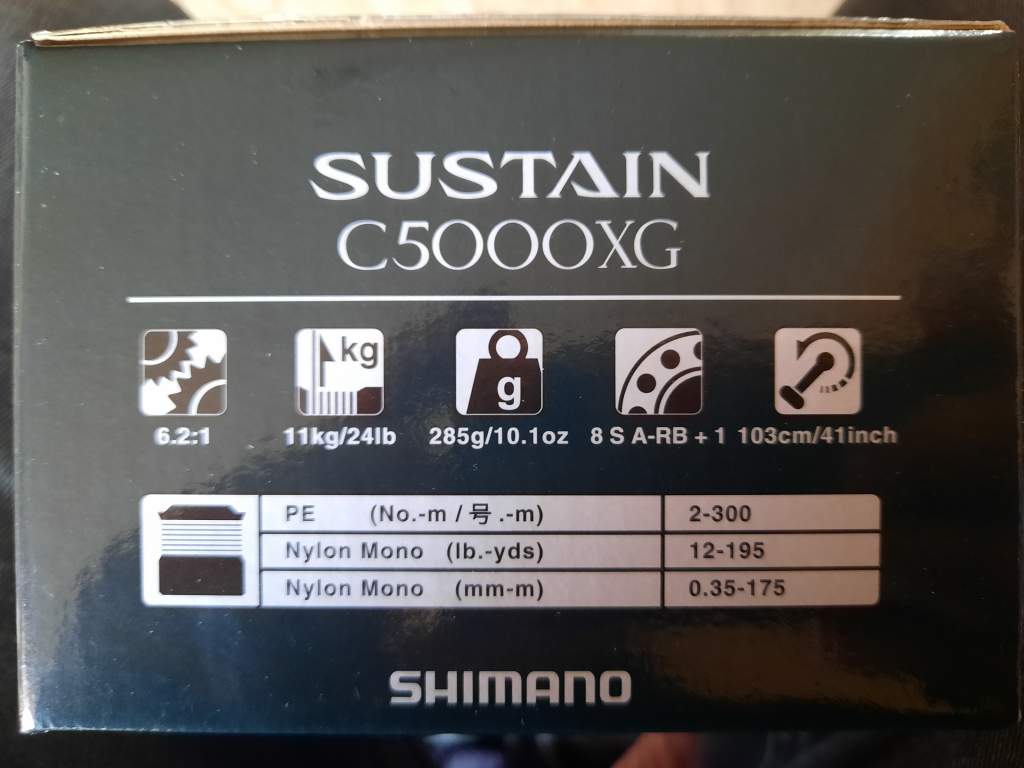 SUSTAIN
C5000XG
kg
g
6.2:1 11kg/24lb 285g/10.1oz 8 S A-RB + 1 103cm/41inch
PE (No.-m / 号 .-m) 2-300
Nylon Mono (lb.-yds) 12-195
Nylon Mono (mm-m) 0.35-175
SHIMANO